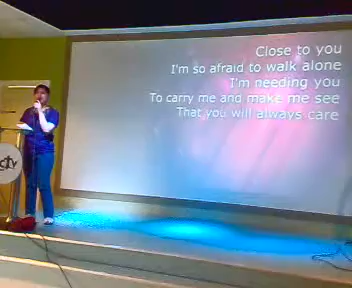 Close to you
I'm so afraid to walk alone
I'm needing you
To carry me and make me see
That you will always care
city